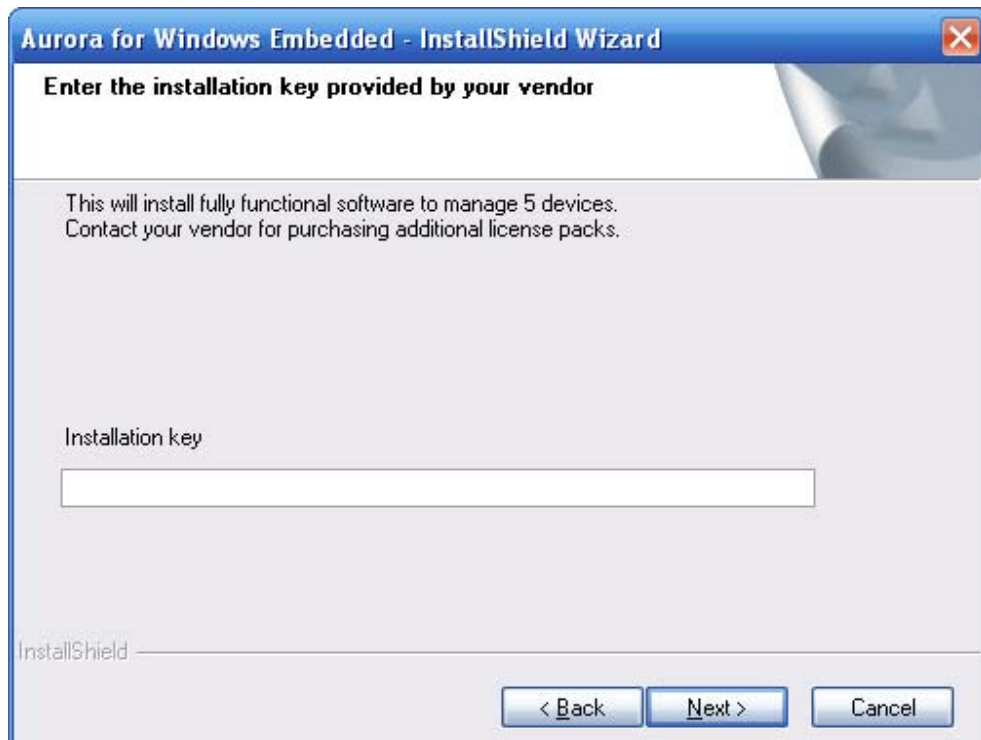 Aurora for Windows Embedded - InstallShield Wizard
Enter the installation key provided by your vendor
This will install fully functional software to manage 5 devices.
Contact your vendor for purchasing additional license packs.
Installation key
InstallShield
< Back Next > Cancel